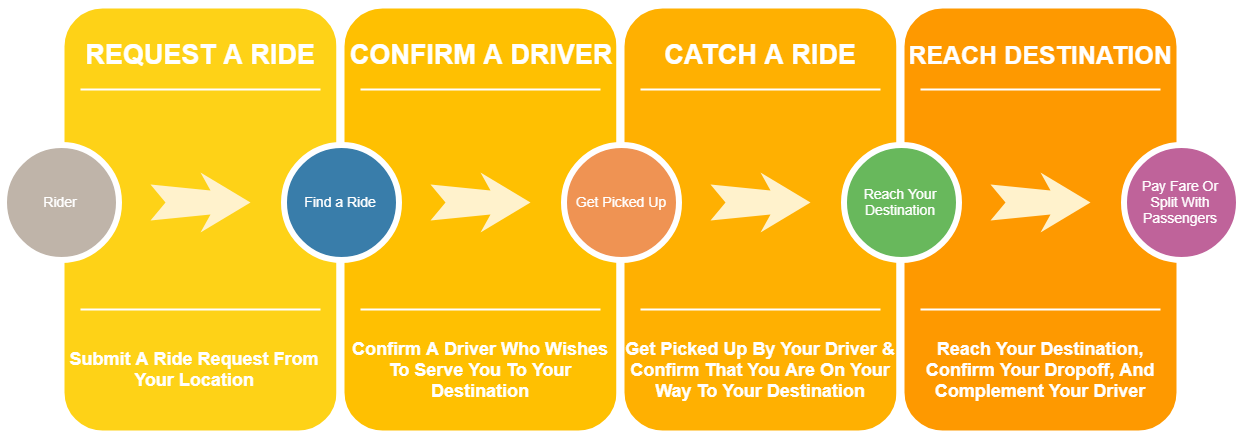 REQUEST A RIDE
CONFIRM A DRIVER
CATCH A RIDE
REACH DESTINATION
Rider
Find a Ride
Get Picked Up
Reach Your
Destination
Pay Fare Or
Split With
Passengers
Submit A Ride Request From
Your Location
Confirm A Driver Who Wishes
To Serve You To Your
Destination
Get Picked Up By Your Driver &
Confirm That You Are On Your
Way To Your Destination
Reach Your Destination,
Confirm Your Dropoff, And
Complement Your Driver